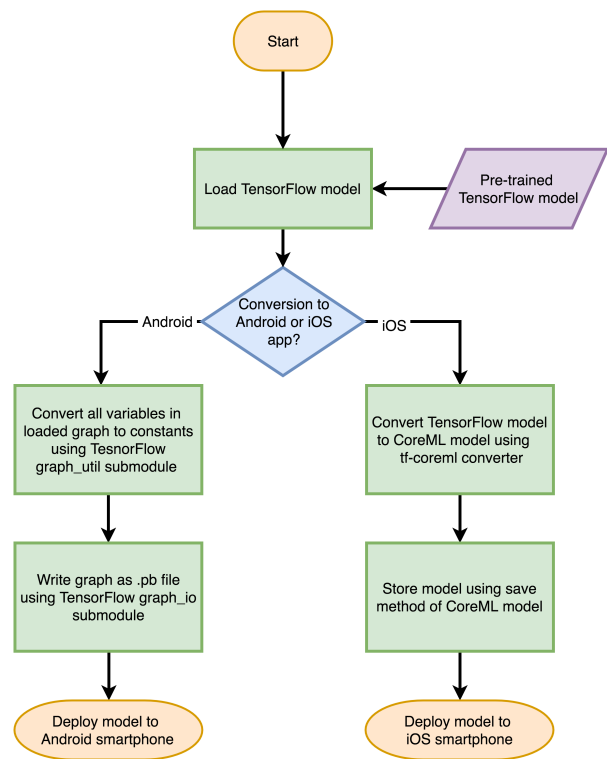 Start
Load TensorFlow model
Pre-trained
TensorFlow model
Conversion to
Android or iOS
app?
Android
iOS
Convert all variables in
loaded graph to constants
using TesnorFlow
graph_util submodule
Convert TensorFlow model
to CoreML model using
tf-coreml converter
Write graph as .pb file
using TensorFlow graph_io
submodule
Store model using save
method of CoreML model
Deploy model to
Android smartphone
Deploy model to
iOS smartphone